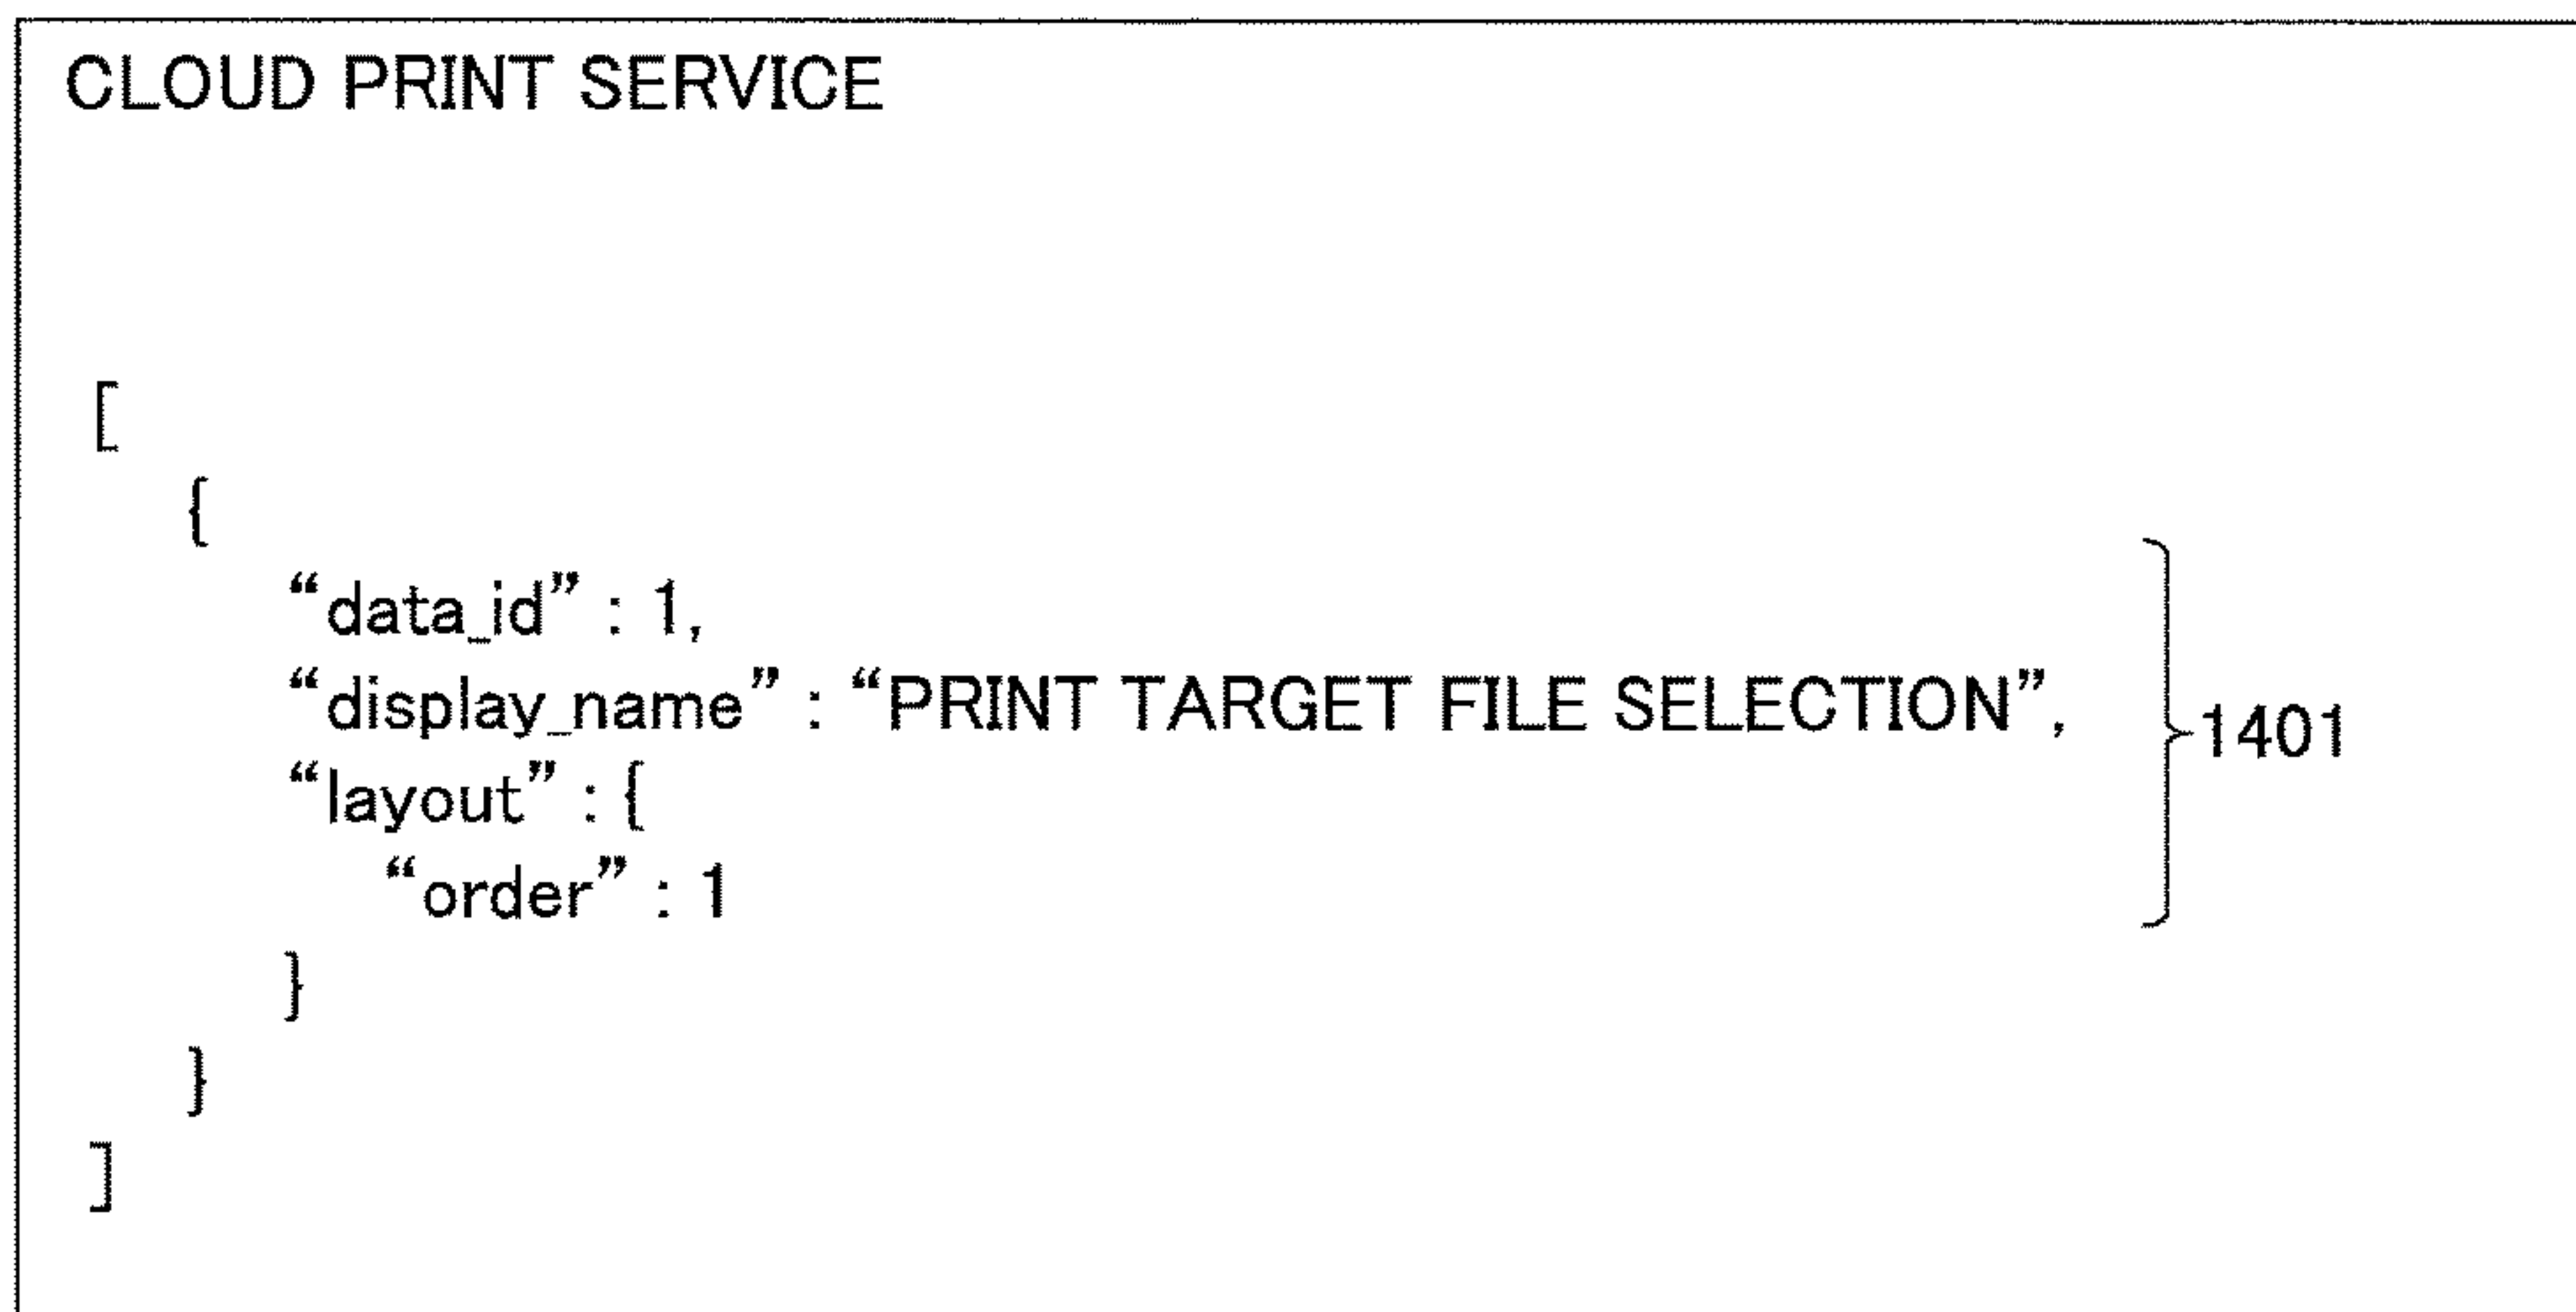 CLOUD PRINT SERVICE
[
{
“data_id” : 1,
“display_name” : “PRINT TARGET FILE SELECTION”,
“layout” : {
“order” : 1
}
}
]
1401